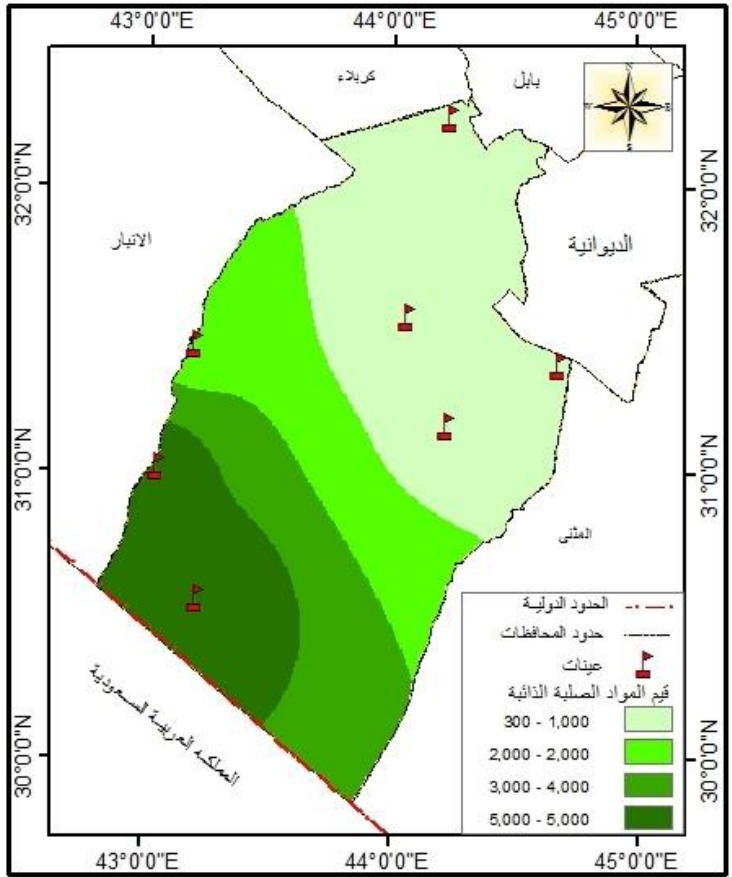 43°0'0"E 44°0'0"E 45°0'0"E
كربلاء
بابل
N
32°0'0"N
32°0'0"N
الانبار
الديوانية
31°0'0"N
31°0'0"N
المثنى
المملكه العربية السعودية
الحدود الدولية
حدود المحافظات
عينات
قيم المواد الصلبة الذائبة
300 - 1,000
2,000 - 2,000
3,000 - 4,000
5,000 - 5,000
30°0'0"N
30°0'0"N
43°0'0"E 44°0'0"E 45°0'0"E